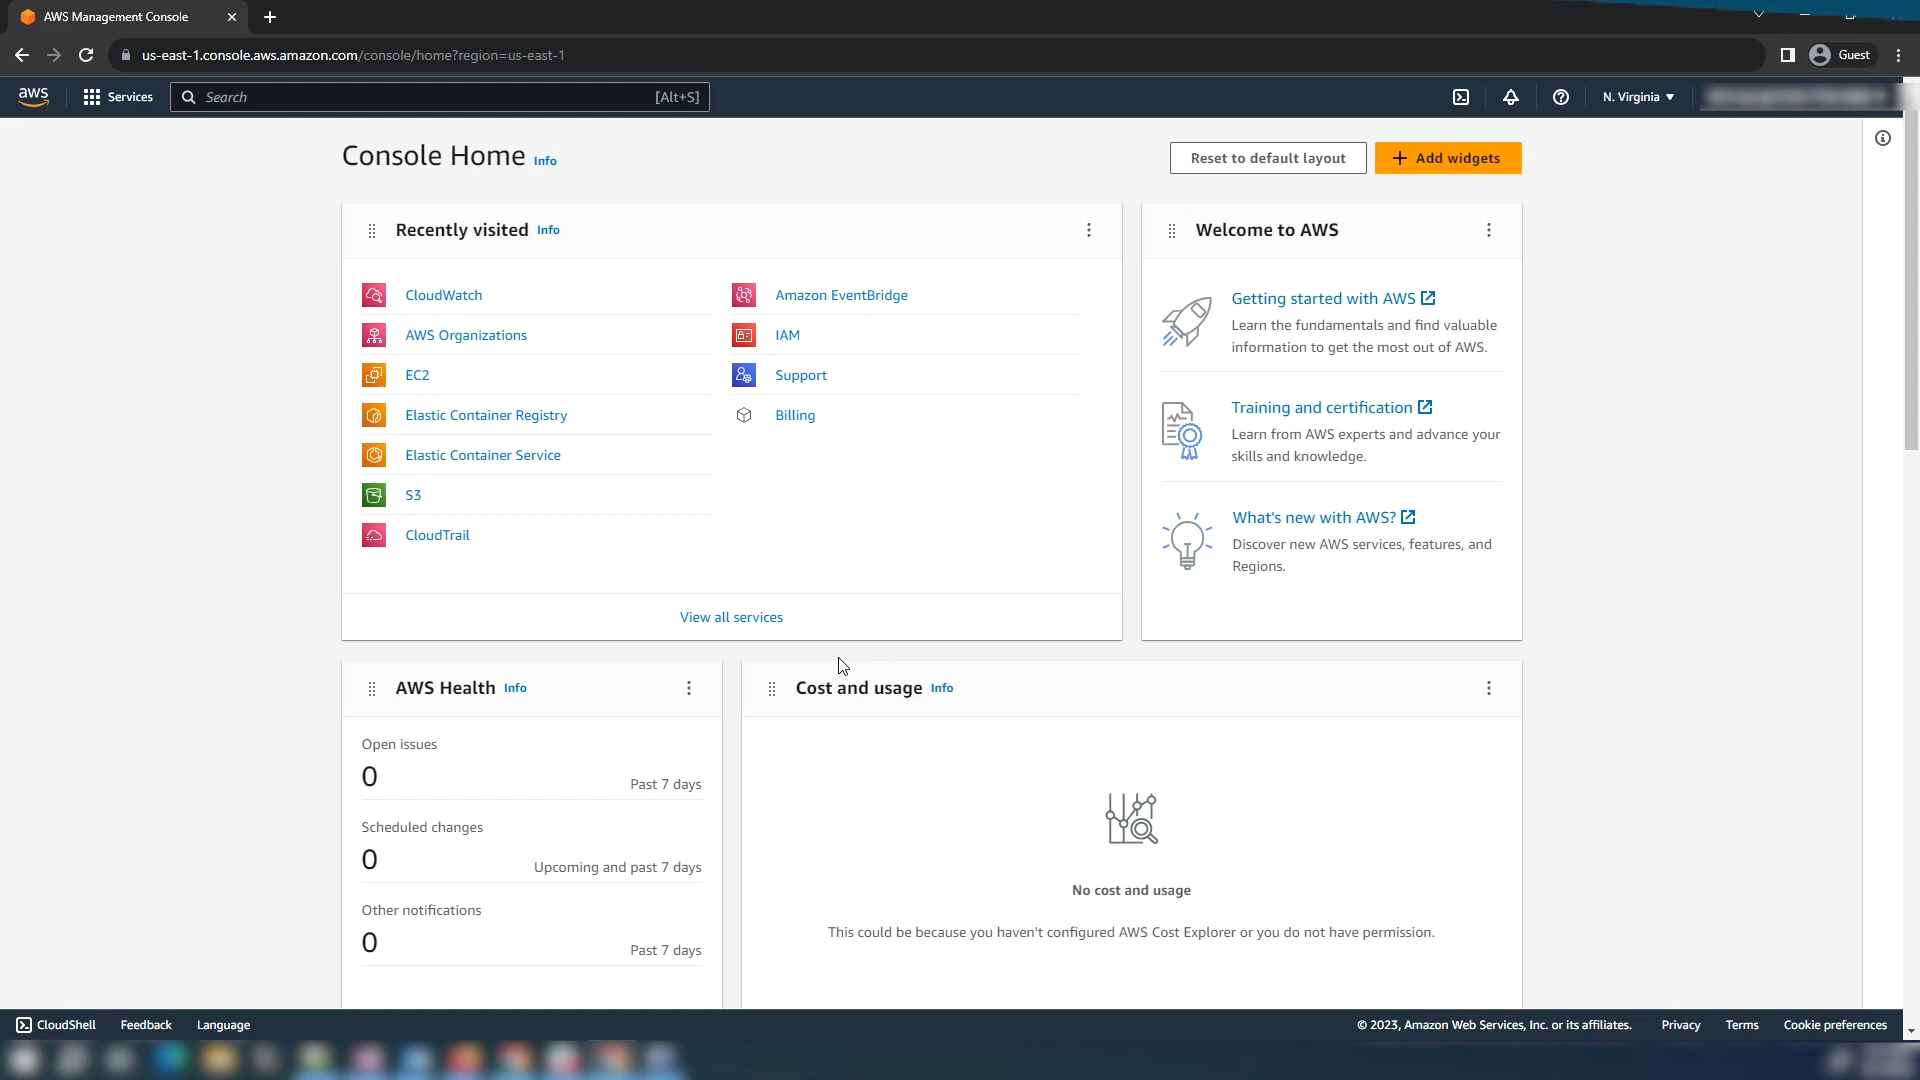 AWS Management Console
us-east-1.console.aws.amazon.com/console/home?region=us-east-1
Guest
aws
Services
Search
[Alt+S]
N. Virginia
Console Home Info
Reset to default layout
Add widgets
Recently visited Info
CloudWatch
AWS Organizations
EC2
Elastic Container Registry
Elastic Container Service
S3
CloudTrail
Amazon EventBridge
IAM
Support
Billing
View all services
Welcome to AWS
Getting started with AWS
Learn the fundamentals and find valuable
information to get the most out of AWS.
Training and certification
Learn from AWS experts and advance your
skills and knowledge.
What's new with AWS?
Discover new AWS services, features, and
Regions.
AWS Health Info
Open issues
0
Past 7 days
Scheduled changes
0
Upcoming and past 7 days
Other notifications
0
Past 7 days
Cost and usage Info
No cost and usage
This could be because you haven't configured AWS Cost Explorer or you do not have permission.
CloudShell
Feedback
Language
© 2023, Amazon Web Services, Inc. or its affiliates.
Privacy
Terms
Cookie preferences